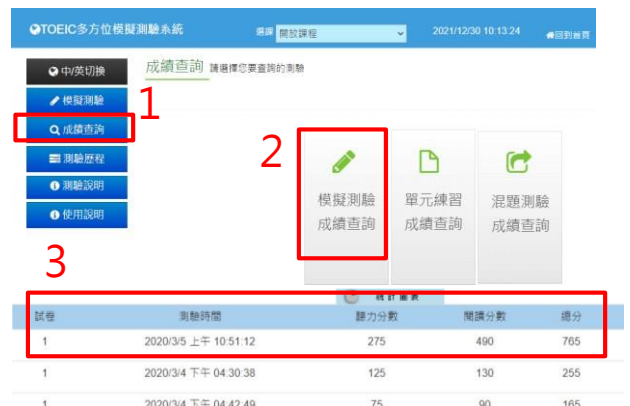 TOEIC多方位模擬測驗系統 選課 開放課程 2021/12/30 10:13:24 回到首頁
中/英切換
模擬測驗
成績查詢
測驗歷程
測驗說明
使用說明
成績查詢 請選擇您要查詢的測驗
1
2
模擬測驗
成績查詢
單元練習
成績查詢
混題測驗
成績查詢
3
統計圖表
試卷 測驗時間 聽力分數 閱讀分數 總分
1 2020/3/5 上午 10:51:12 275 490 765
1 2020/3/4 下午 04:30:38 125 130 255
1 2020/3/4 下午 04:42:49 75 90 165